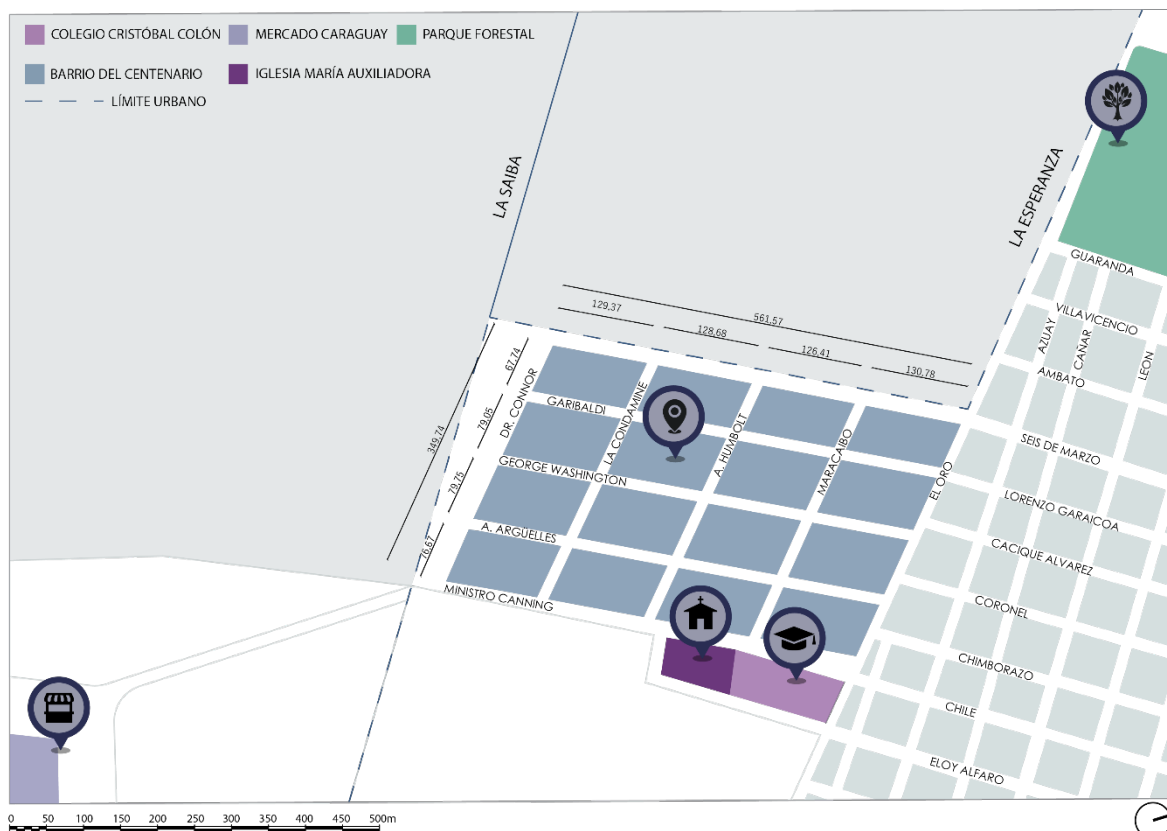 COLEGIO CRISTÓBAL COLÓN
MERCADO CARAGUAY
PARQUE FORESTAL
BARRIO DEL CENTENARIO
IGLESIA MARÍA AUXILIADORA
LÍMITE URBANO
LA SAIBA
LA ESPERANZA
GUARANDA
VILLAVICENCIO
AZUAY
CAÑAR
LEON
AMBATO
561,57
129,37
128,68
126,41
130,78
349,74
67,74
79,05
79,75
76,67
DR. CONNOR
GARIBALDI
LA CONDAMINE
A. HUMBOLT
MARACAIBO
EL ORO
GEORGE WASHINGTON
A. ARGÜELLES
MINISTRO CANNING
SEIS DE MARZO
LORENZO GARAICOA
CACIQUE ALVAREZ
CORONEL
CHIMBORAZO
CHILE
ELOY ALFARO
0 50 100 150 200 250 300 350 400 500m